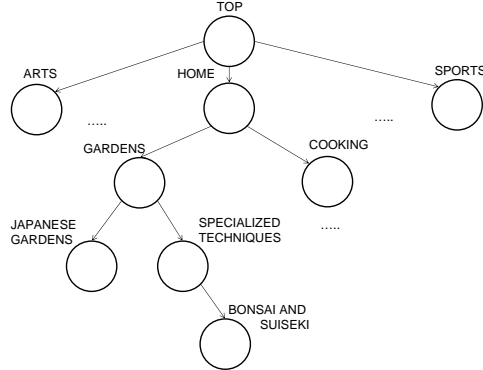 TOP
ARTS
HOME
SPORTS
.....
.....
GARDENS
COOKING
.....
JAPANESE
GARDENS
SPECIALIZED
TECHNIQUES
BONSAI AND
SUISEKI